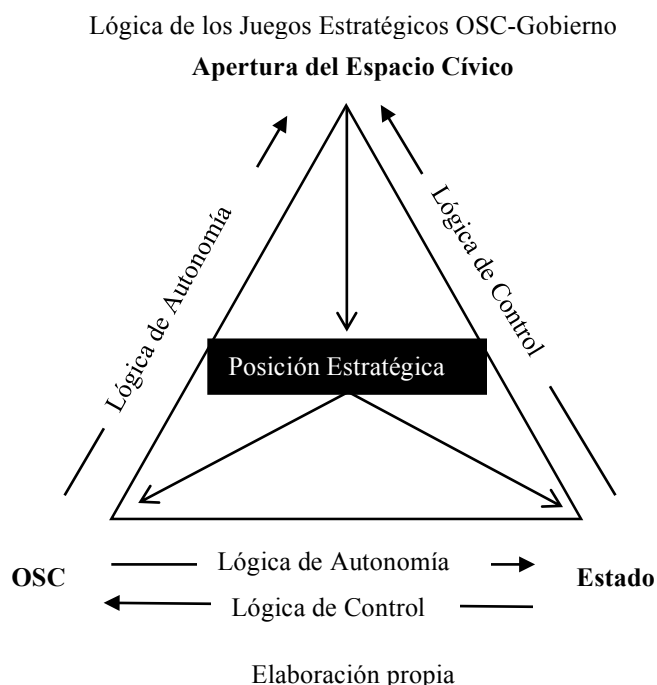 Lógica de los Juegos Estratégicos OSC-Gobierno
Apertura del Espacio Cívico
Lógica de Autonomía
Lógica de Control
Posición Estratégica
Lógica de Autonomía
OSC
Estado
Lógica de Control
Elaboración propia